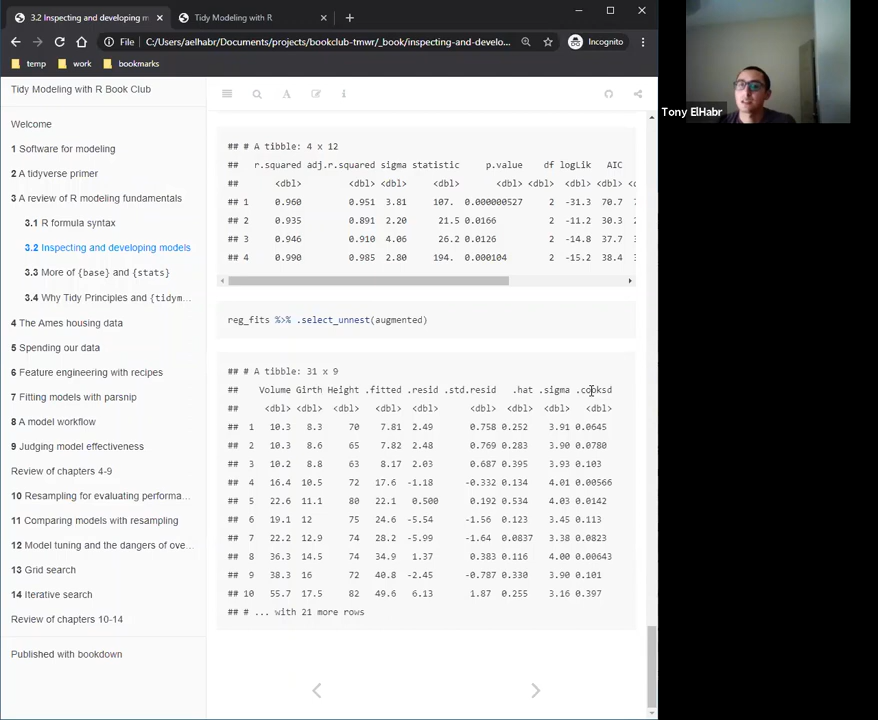 3.2 Inspecting and developing m
Tidy Modeling with R
File
C:/Users/aelhabr/Documents/projects/bookclub-tmwr/_book/inspecting-and-develo...
Incognito
temp
work
bookmarks
Tidy Modeling with R Book Club
Welcome
1 Software for modeling
2 A tidyverse primer
3 A review of R modeling fundamentals
3.1 R formula syntax
3.2 Inspecting and developing models
3.3 More of {base} and {stats}
3.4 Why Tidy Principles and {tidym...
4 The Ames housing data
5 Spending our data
6 Feature engineering with recipes
7 Fitting models with parsnip
8 A model workflow
9 Judging model effectiveness
Review of chapters 4-9
10 Resampling for evaluating performa...
11 Comparing models with resampling
12 Model tuning and the dangers of ove...
13 Grid search
14 Iterative search
Review of chapters 10-14
Published with bookdown
## # A tibble: 4 x 12
## r.squared adj.r.squared sigma statistic p.value df logLik AIC
## <dbl> <dbl> <dbl> <dbl> <dbl> <dbl> <dbl> <dbl>
## 1 0.960 0.951 3.81 107. 0.000000527 2 -31.3 70.7
## 2 0.935 0.891 2.20 21.5 0.0166 2 -11.2 30.3
## 3 0.946 0.910 4.06 26.2 0.0126 2 -14.8 37.7
## 4 0.990 0.985 2.80 194. 0.000104 2 -15.2 38.4
reg_fits %>% .select_unnest(augmented)
## # A tibble: 31 x 9
## Volume Girth Height .fitted .resid .std.resid .hat .sigma .cooksd
## <dbl> <dbl> <dbl> <dbl> <dbl> <dbl> <dbl> <dbl> <dbl>
## 1 10.3 8.3 70 7.81 2.49 0.758 0.252 3.91 0.0645
## 2 10.3 8.6 65 7.82 2.48 0.769 0.283 3.90 0.0780
## 3 10.2 8.8 63 8.17 2.03 0.687 0.395 3.93 0.103
## 4 16.4 10.5 72 17.6 -1.18 -0.332 0.134 4.01 0.00566
## 5 22.6 11.1 80 22.1 0.500 0.192 0.534 4.03 0.0142
## 6 19.1 12 75 24.6 -5.54 -1.56 0.123 3.45 0.113
## 7 22.2 12.9 74 28.2 -5.99 -1.64 0.0837 3.38 0.0823
## 8 36.3 14.5 74 34.9 1.37 0.383 0.116 4.00 0.00643
## 9 38.3 16 72 40.8 -2.45 -0.787 0.330 3.90 0.101
## 10 55.7 17.5 82 49.6 6.13 1.87 0.255 3.16 0.397
## # ... with 21 more rows
Tony ElHabr